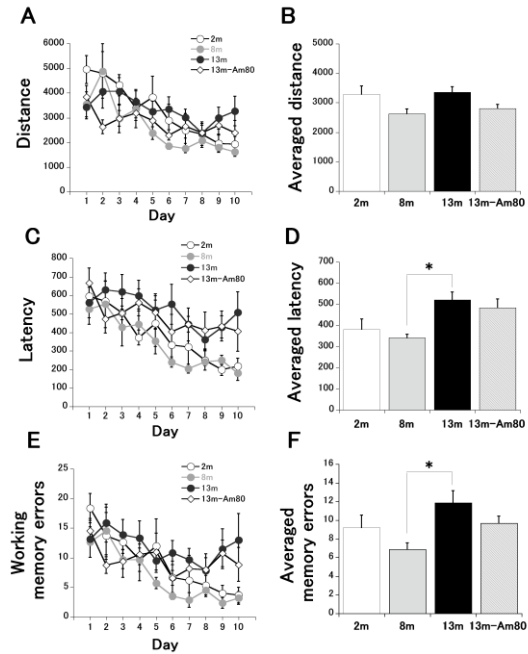 A
2m
8m
13m
13m-Am80
6000
5000
4000
3000
2000
1000
0
Distance
1 2 3 4 5 6 7 8 9 10
Day
B
6000
5000
4000
3000
2000
1000
0
Averaged distance
2m 8m 13m 13m-Am80
C
2m
8m
13m
13m-Am80
900
800
700
600
500
400
300
200
100
0
Latency
1 2 3 4 5 6 7 8 9 10
Day
D
700
600
500
400
300
200
100
0
Averaged latency
*
2m 8m 13m 13m-Am80
E
2m
8m
13m
13m-Am80
25
20
15
10
5
0
Working
memory errors
1 2 3 4 5 6 7 8 9 10
Day
F
16
14
12
10
8
6
4
2
0
Averaged
memory errors
*
2m 8m 13m 13m-Am80